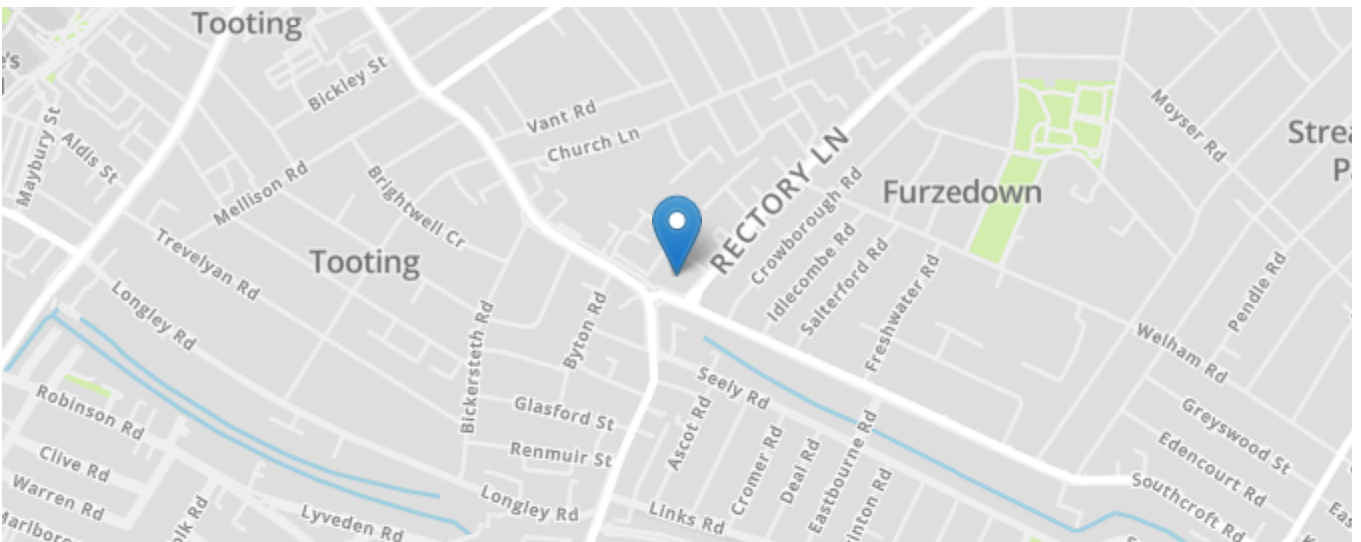 Tooting
's
Bickley St
Moyser Rd
Vant Rd
Maybury St
Aldis St
Church Ln
RECTORY LN
Mellison Rd
Brightwell Cr
Furzedown
Crowborough Rd
Trevelyan Rd
Tooting
Idlecombe Rd
Salterford Rd
Freshwater Rd
Pendle Rd
Longley Rd
Bickersteth Rd
Byton Rd
Welham Rd
Seely Rd
Robinson Rd
Glasford St
Ascot Rd
Greyswood St
Renmuir St
Cromer Rd
Deal Rd
Eastbourne Rd
Edencourt Rd
Clive Rd
Warren Rd
Longley Rd
Links Rd
Southcroft Rd
Lyveden Rd